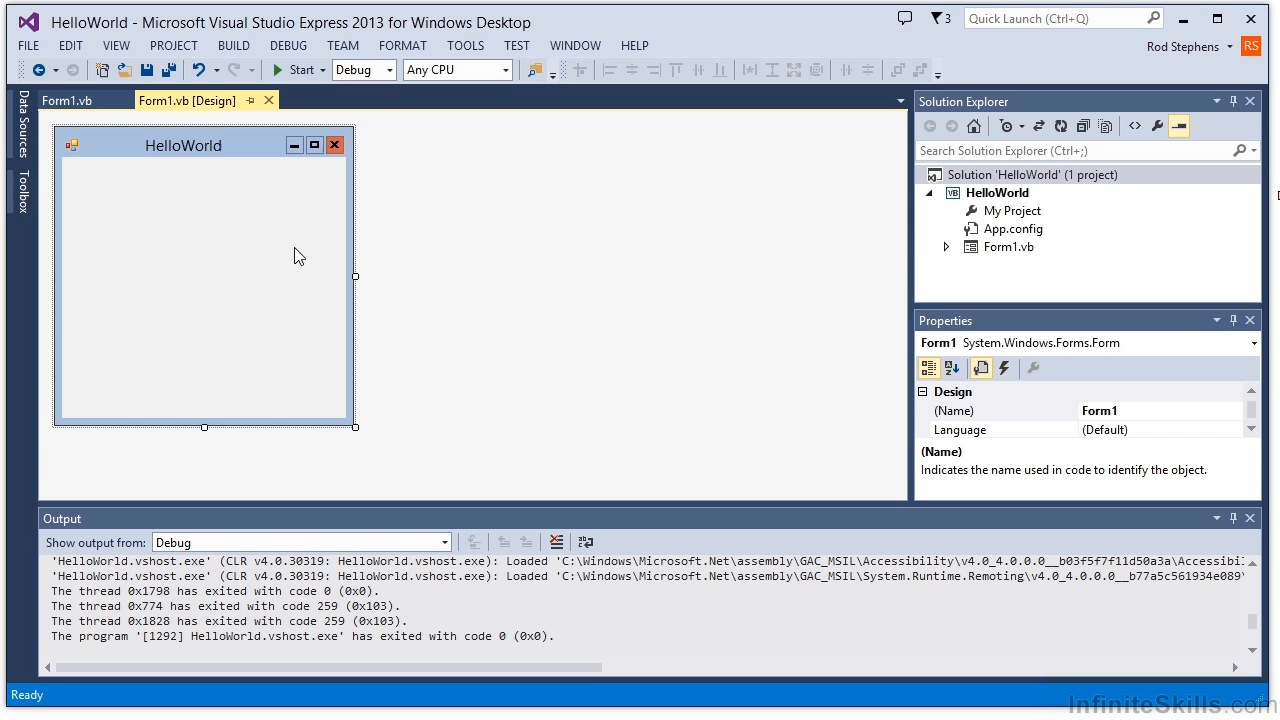 HelloWorld - Microsoft Visual Studio Express 2013 for Windows Desktop
3
Quick Launch (Ctrl+Q)
FILE EDIT VIEW PROJECT BUILD DEBUG TEAM FORMAT TOOLS TEST WINDOW HELP
Rod Stephens
RS
Start
Debug
Any CPU
Data Sources
Toolbox
Form1.vb
Form1.vb [Design]
HelloWorld
Solution Explorer
Search Solution Explorer (Ctrl+;)
Solution 'HelloWorld' (1 project)
VB HelloWorld
My Project
App.config
Form1.vb
Properties
Form1 System.Windows.Forms.Form
Design
(Name) Form1
Language (Default)
(Name)
Indicates the name used in code to identify the object.
Output
Show output from: Debug
'HelloWorld.vshost.exe' (CLR v4.0.30319: HelloWorld.vshost.exe): Loaded 'C:\Windows\Microsoft.Net\assembly\GAC_MSIL\Accessibility\v4.0_4.0.0.0__b03f5f7f11d50a3a\Accessibil
'HelloWorld.vshost.exe' (CLR v4.0.30319: HelloWorld.vshost.exe): Loaded 'C:\Windows\Microsoft.Net\assembly\GAC_MSIL\System.Runtime.Remoting\v4.0_4.0.0.0__b77a5c561934e089\
The thread 0x1798 has exited with code 0 (0x0).
The thread 0x774 has exited with code 259 (0x103).
The thread 0x1828 has exited with code 259 (0x103).
The program '[1292] HelloWorld.vshost.exe' has exited with code 0 (0x0).
Ready
InfiniteSkills.com